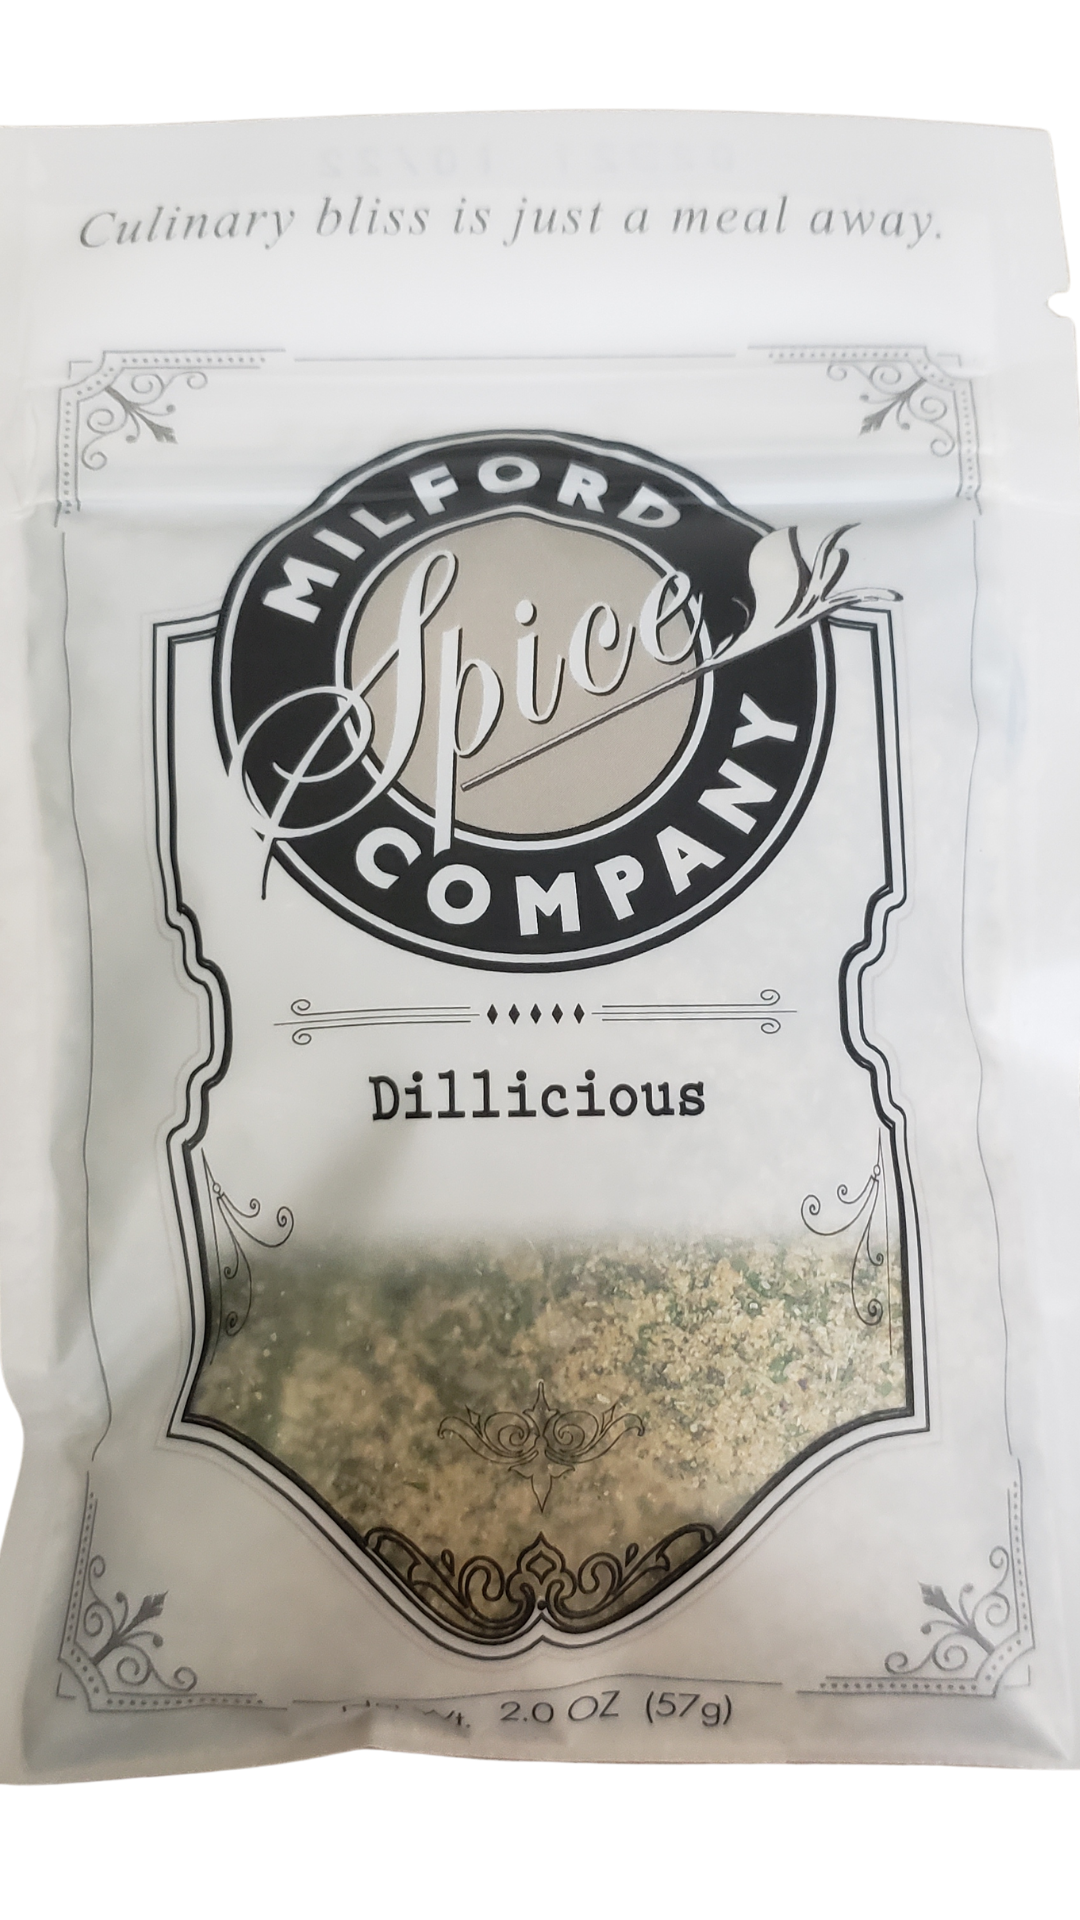 Culinary bliss is just a meal away.
MILFORD
Spice
COMPANY
Dillicious
2.0 OZ (57g)